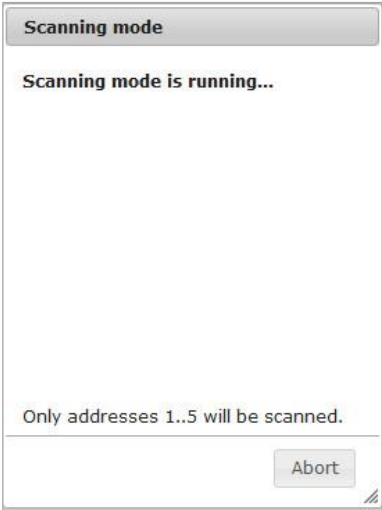 Scanning mode
Scanning mode is running...
Only addresses 1..5 will be scanned.
Abort